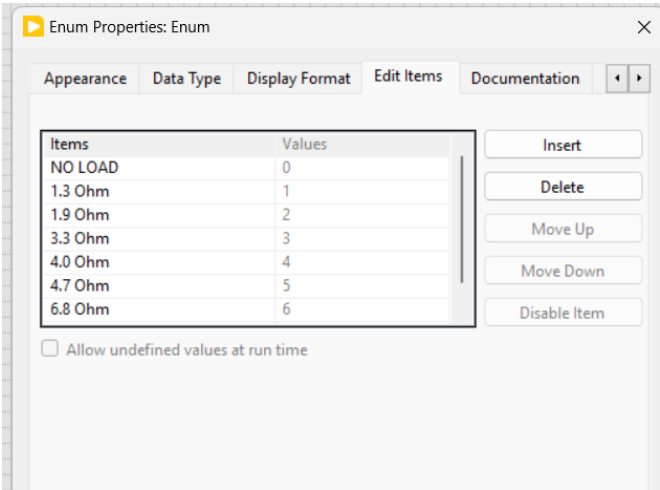 Enum Properties: Enum
Appearance Data Type Display Format Edit Items Documentation
Items Values
NO LOAD 0
1.3 Ohm 1
1.9 Ohm 2
3.3 Ohm 3
4.0 Ohm 4
4.7 Ohm 5
6.8 Ohm 6
Insert
Delete
Move Up
Move Down
Disable Item
Allow undefined values at run time